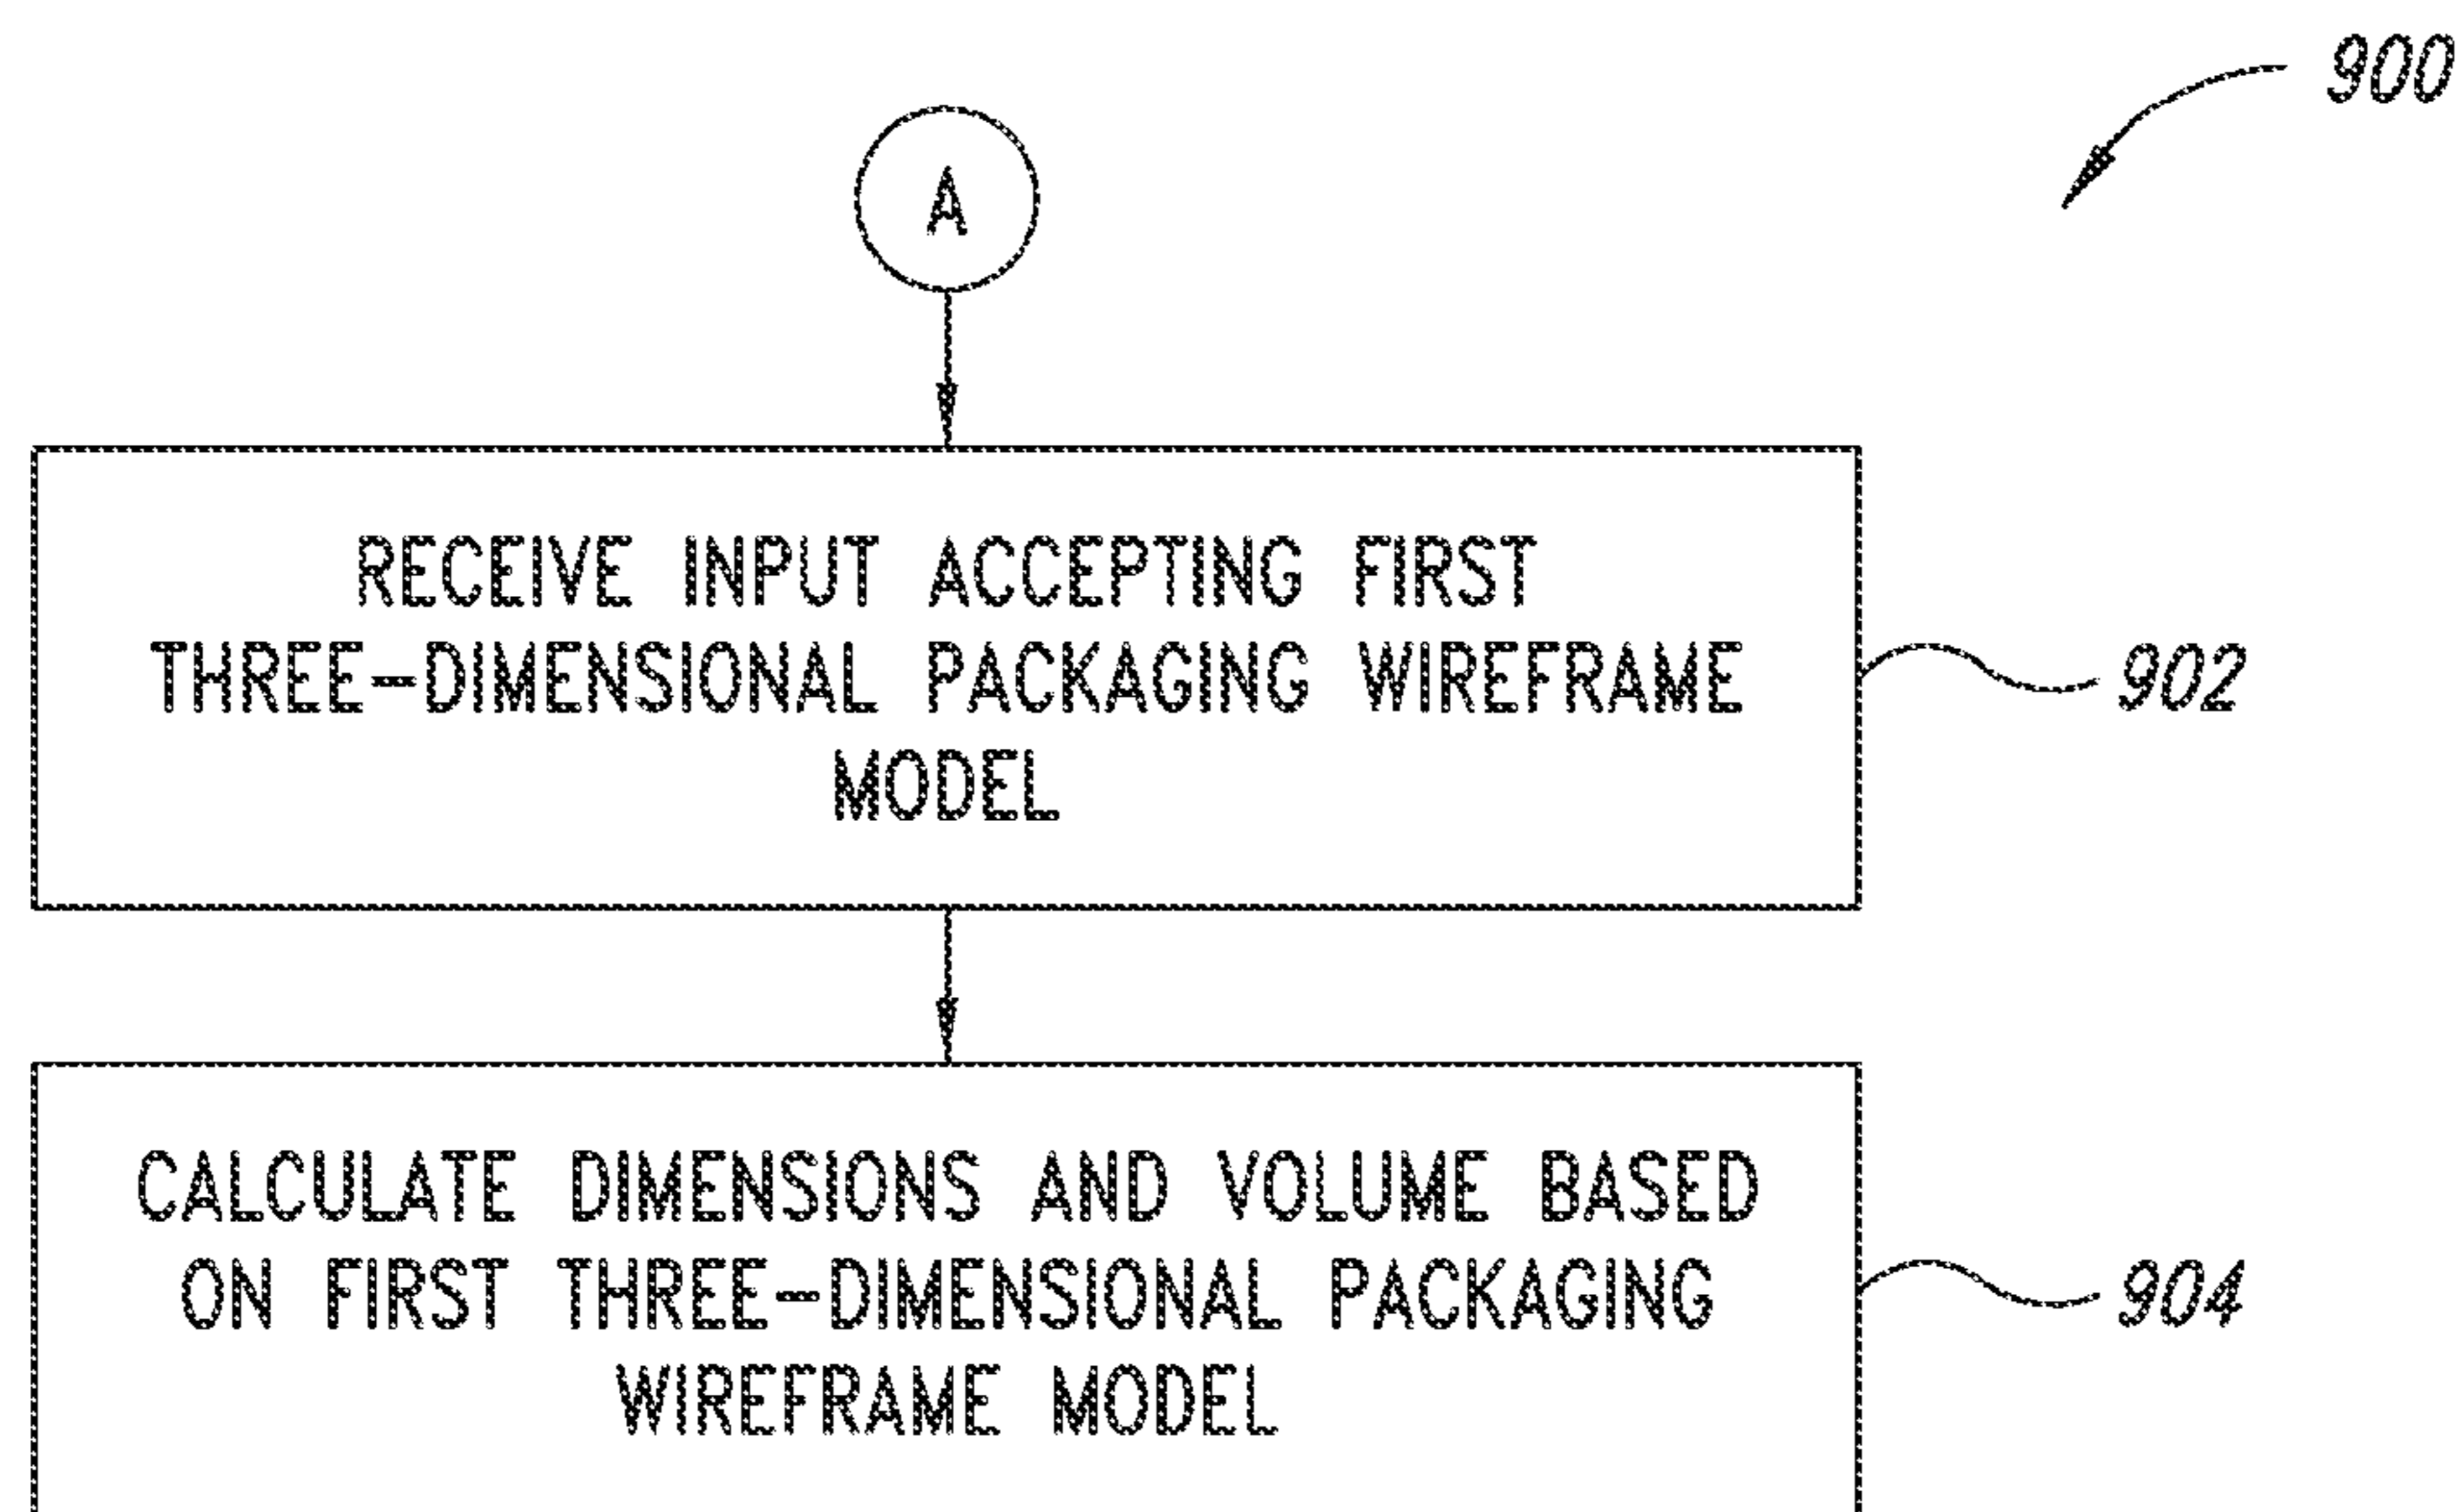 900
A
RECEIVE INPUT ACCEPTING FIRST
THREE-DIMENSIONAL PACKAGING WIREFRAME
MODEL
902
CALCULATE DIMENSIONS AND VOLUME BASED
ON FIRST THREE-DIMENSIONAL PACKAGING
WIREFRAME MODEL
904